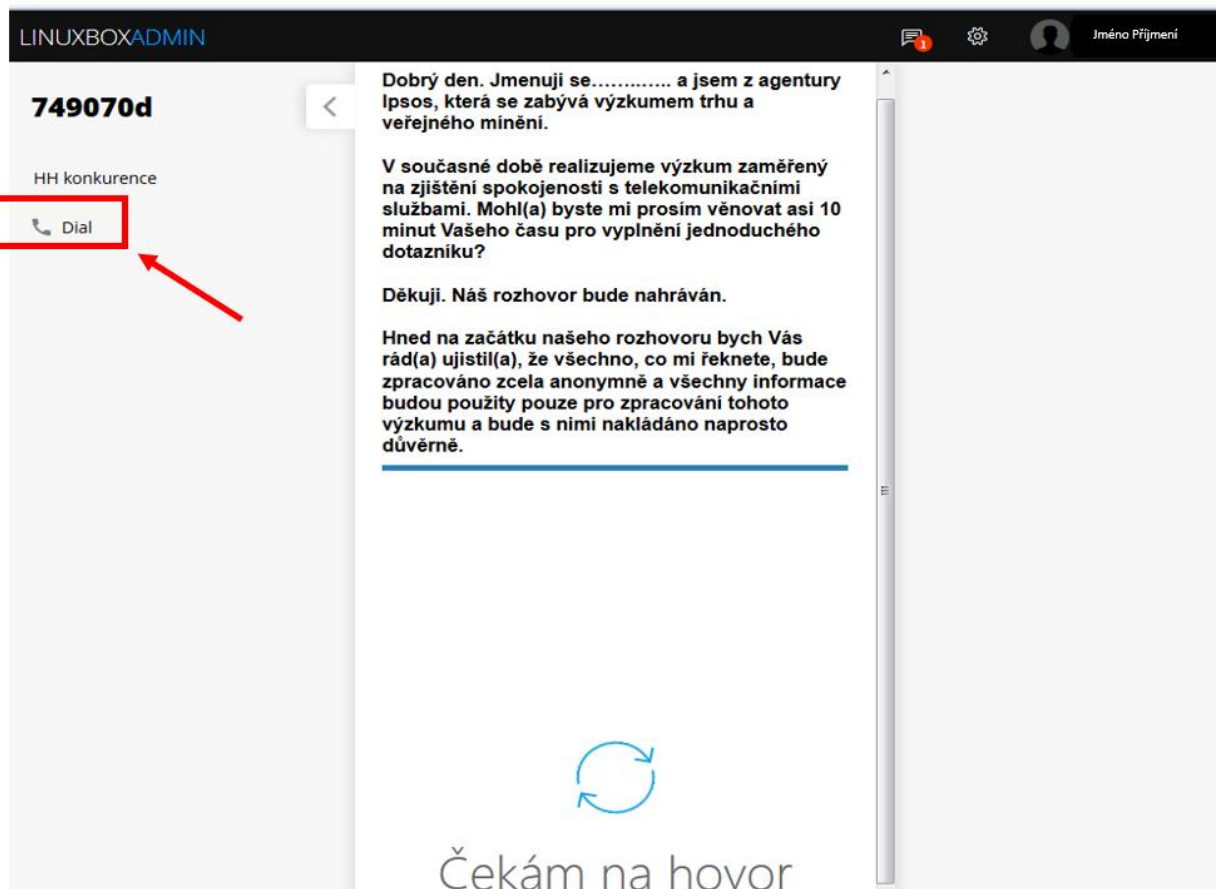 LINUXBOXADMIN
1
Jméno Příjmení
749070d
HH konkurence
Dial
Dobrý den. Jmenuji se…….….. a jsem z agentury
Ipsos, která se zabývá výzkumem trhu a
veřejného mínění.
V současné době realizujeme výzkum zaměřený
na zjištění spokojenosti s telekomunikačními
službami. Mohl(a) byste mi prosím věnovat asi 10
minut Vašeho času pro vyplnění jednoduchého
dotazníku?
Děkuji. Náš rozhovor bude nahráván.
Hned na začátku našeho rozhovoru bych Vás
rád(a) ujistil(a), že všechno, co mi řeknete, bude
zpracováno zcela anonymně a všechny informace
budou použity pouze pro zpracování tohoto
výzkumu a bude s nimi nakládáno naprosto
důvěrně.
Čekám na hovor